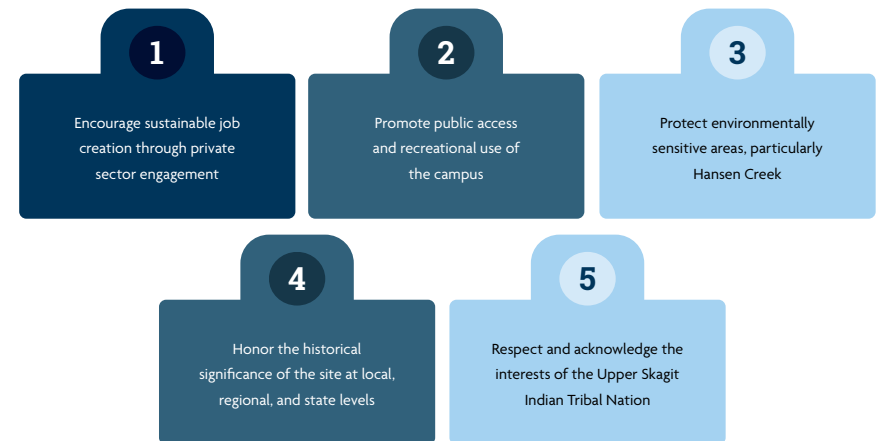 1
Encourage sustainable job
creation through private
sector engagement
2
Promote public access
and recreational use of
the campus
3
Protect environmentally
sensitive areas, particularly
Hansen Creek
4
Honor the historical
significance of the site at local,
regional, and state levels
5
Respect and acknowledge the
interests of the Upper Skagit
Indian Tribal Nation